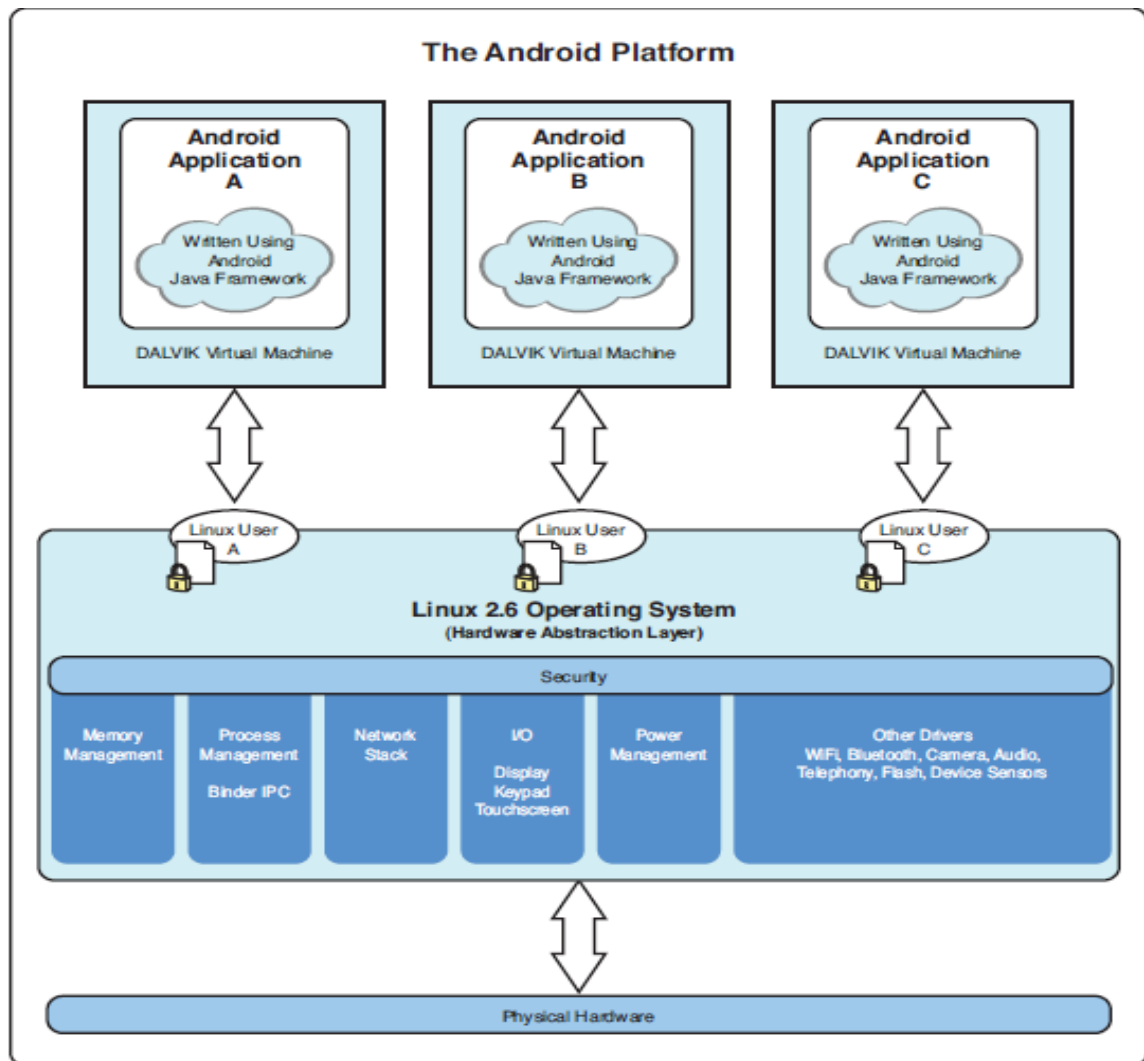 The Android Platform
Android
Application
A
Written Using
Android
Java Framework
DALVIK Virtual Machine
Android
Application
B
Written Using
Android
Java Framework
DALVIK Virtual Machine
Android
Application
C
Written Using
Android
Java Framework
DALVIK Virtual Machine
Linux User
A
Linux User
B
Linux User
C
Linux 2.6 Operating System
(Hardware Abstraction Layer)
Security
Memory
Management
Process
Management
Binder IPC
Network
Stack
I/O
Display
Keypad
Touchscreen
Power
Management
Other Drivers
WiFi, Bluetooth, Camera, Audio,
Telephony, Flash, Device Sensors
Physical Hardware